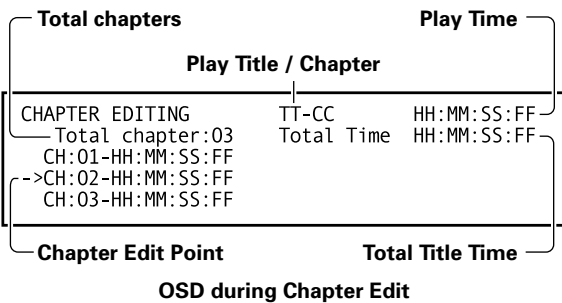 Total chapters Play Time
Play Title / Chapter
CHAPTER EDITING TT-CC HH:MM:SS:FF
Total chapter:03 Total Time HH:MM:SS:FF
CH:01-HH:MM:SS:FF
->CH:02-HH:MM:SS:FF
CH:03-HH:MM:SS:FF
Chapter Edit Point Total Title Time
OSD during Chapter Edit